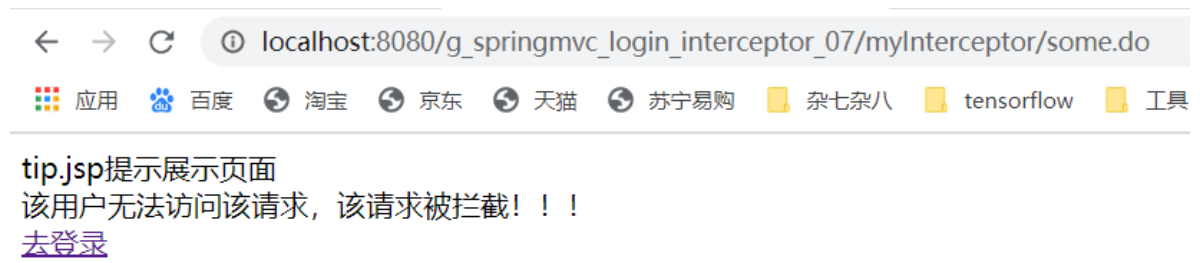 localhost:8080/g_springmvc_login_interceptor_07/myInterceptor/some.do
应用 百度 淘宝 京东 天猫 苏宁易购 杂七杂八 tensorflow 工具
tip.jsp提示展示页面
该用户无法访问该请求，该请求被拦截！！！
去登录